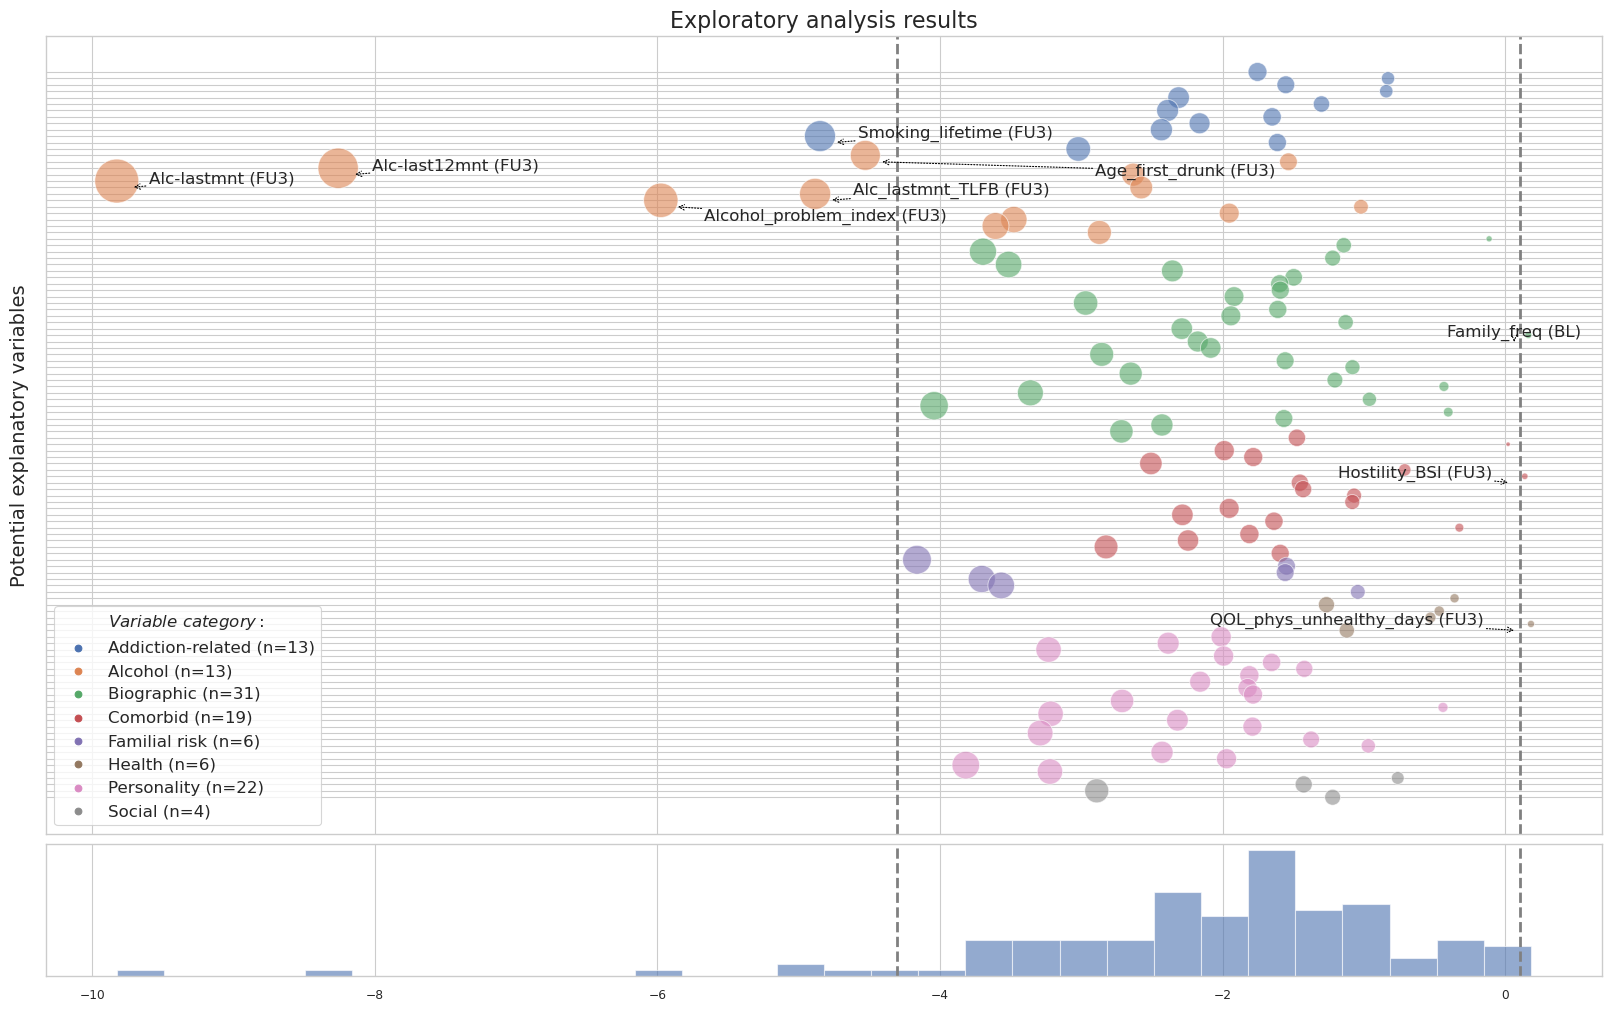 Exploratory analysis results
Smoking_lifetime (FU3)
Age_first_drunk (FU3)
Alc-last12mnt (FU3)
Alc-lastmnt (FU3)
Alc_lastmnt_TLFB (FU3)
Alcohol_problem_index (FU3)
Family_freq (BL)
Hostility_BSI (FU3)
QOL_phys_unhealthy_days (FU3)
Potential explanatory variables
Variable category:
Addiction-related (n=13)
Alcohol (n=13)
Biographic (n=31)
Comorbid (n=19)
Familial risk (n=6)
Health (n=6)
Personality (n=22)
Social (n=4)
−10 −8 −6 −4 −2 0